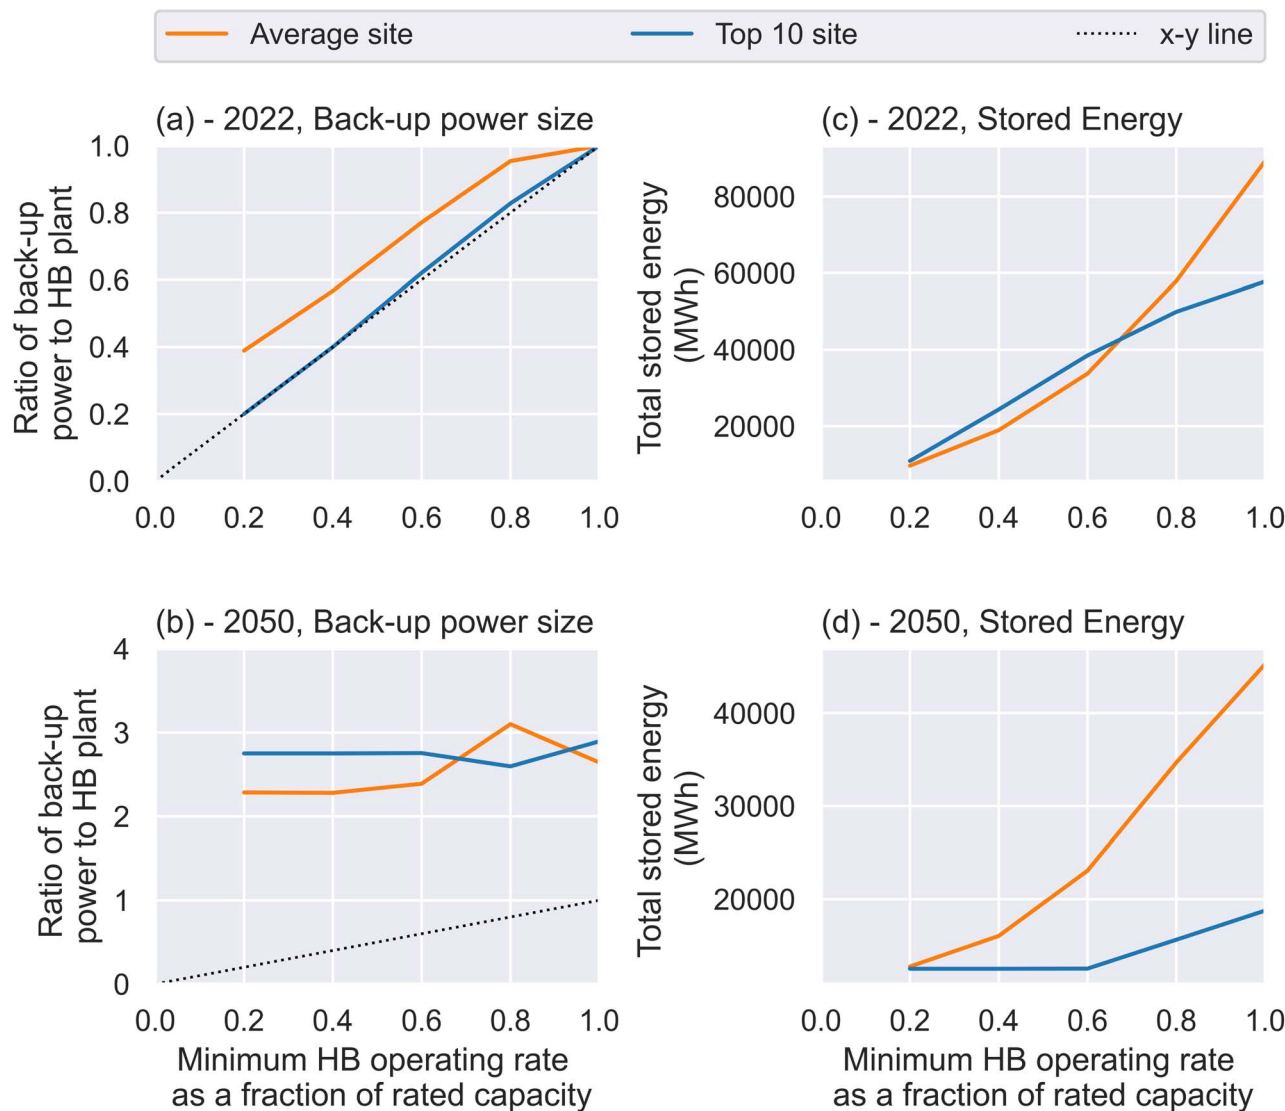 Average site
Top 10 site
x-y line
(a) - 2022, Back-up power size
Ratio of back-up
power to HB plant
1.0
0.8
0.6
0.4
0.2
0.0
0.0 0.2 0.4 0.6 0.8 1.0
(c) - 2022, Stored Energy
Total stored energy
(MWh)
80000
60000
40000
20000
0.0 0.2 0.4 0.6 0.8 1.0
(b) - 2050, Back-up power size
Ratio of back-up
power to HB plant
4
3
2
1
0
0.0 0.2 0.4 0.6 0.8 1.0
Minimum HB operating rate
as a fraction of rated capacity
(d) - 2050, Stored Energy
Total stored energy
(MWh)
40000
30000
20000
0.0 0.2 0.4 0.6 0.8 1.0
Minimum HB operating rate
as a fraction of rated capacity